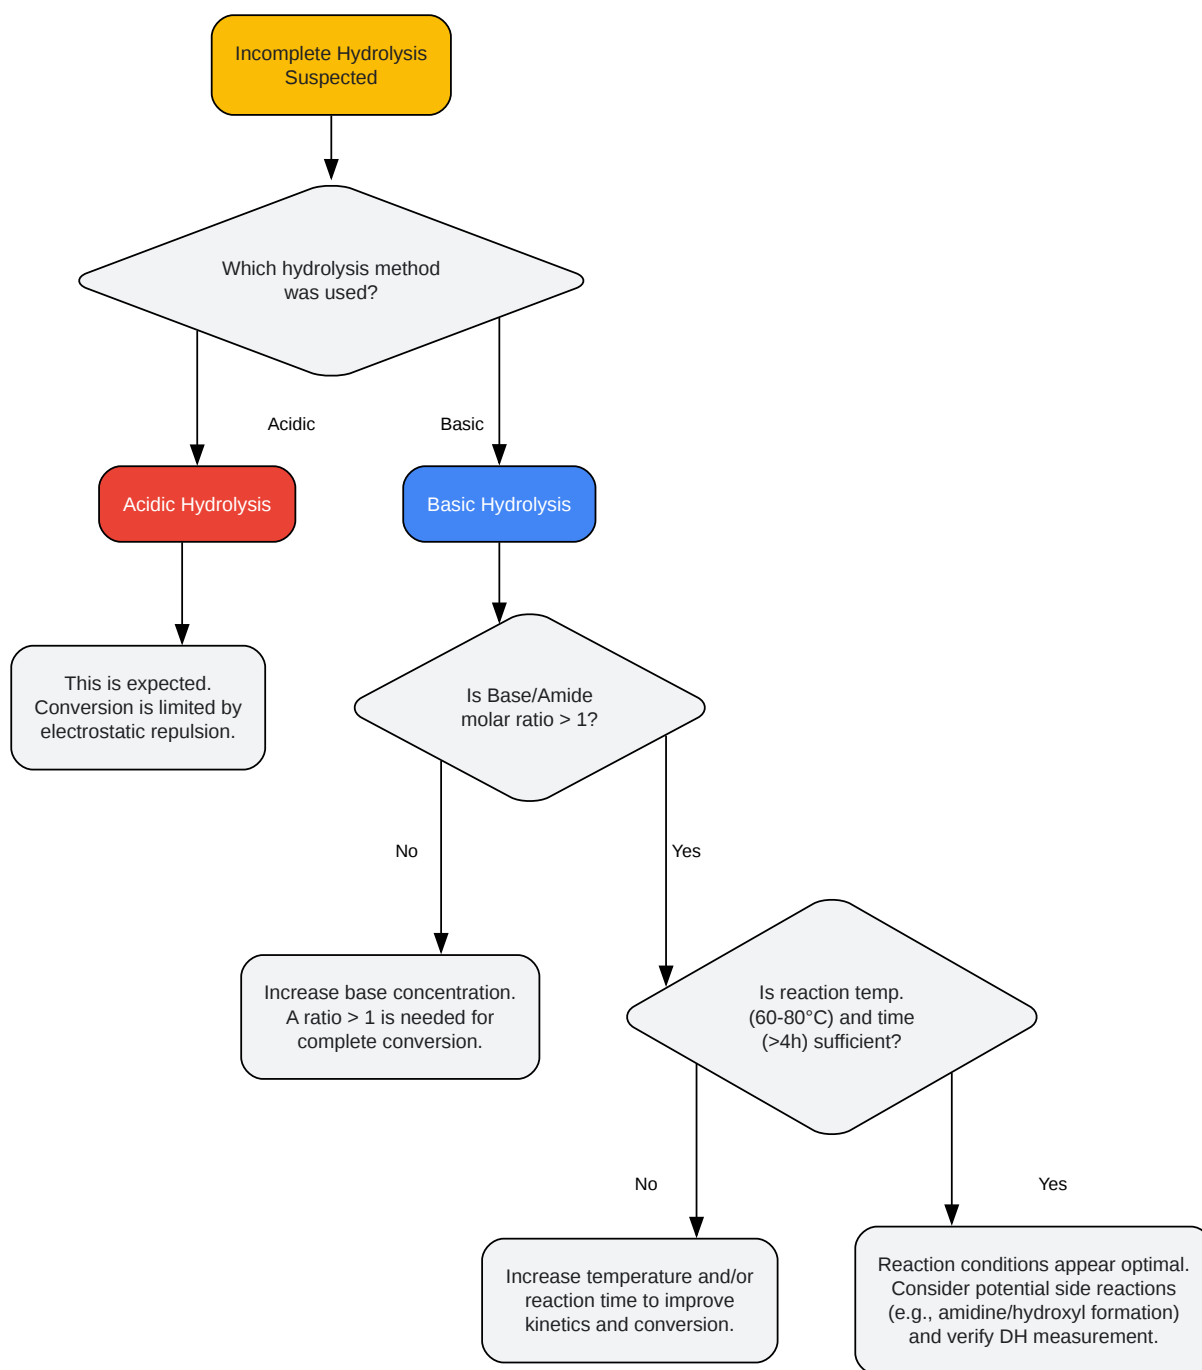 Incomplete Hydrolysis
Suspected
Which hydrolysis method
was used?
Acidic
Basic
Acidic Hydrolysis
Basic Hydrolysis
This is expected.
Conversion is limited by
electrostatic repulsion.
Is Base/Amide
molar ratio > 1?
No
Yes
Increase base concentration.
A ratio > 1 is needed for
complete conversion.
Is reaction temp.
(60-80°C) and time
(>4h) sufficient?
No
Yes
Increase temperature and/or
reaction time to improve
kinetics and conversion.
Reaction conditions appear optimal.
Consider potential side reactions
(e.g., amidine/hydroxyl formation)
and verify DH measurement.